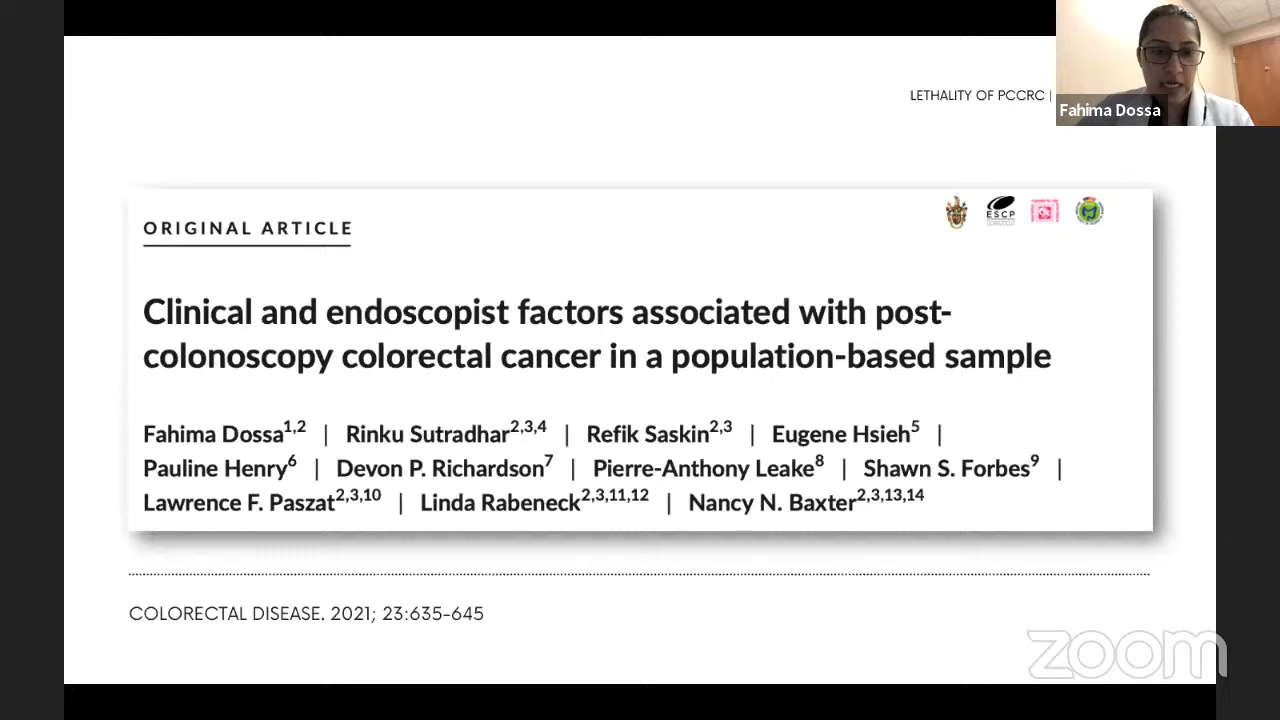 LETHALITY OF PCCRC |
Fahima Dossa
ORIGINAL ARTICLE
ESCP
Clinical and endoscopist factors associated with post-
colonoscopy colorectal cancer in a population-based sample
Fahima Dossa1,2 | Rinku Sutradhar2,3,4 | Refik Saskin2,3 | Eugene Hsieh5 |
Pauline Henry6 | Devon P. Richardson7 | Pierre-Anthony Leake8 | Shawn S. Forbes9 |
Lawrence F. Paszat2,3,10 | Linda Rabeneck2,3,11,12 | Nancy N. Baxter2,3,13,14
COLORECTAL DISEASE. 2021; 23:635-645
zoom